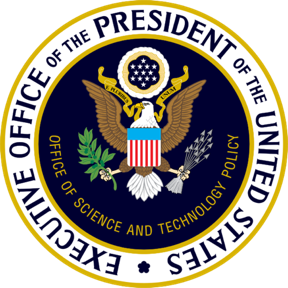 EXECUTIVE OFFICE OF THE PRESIDENT OF THE UNITED STATES
OFFICE OF SCIENCE AND TECHNOLOGY POLICY